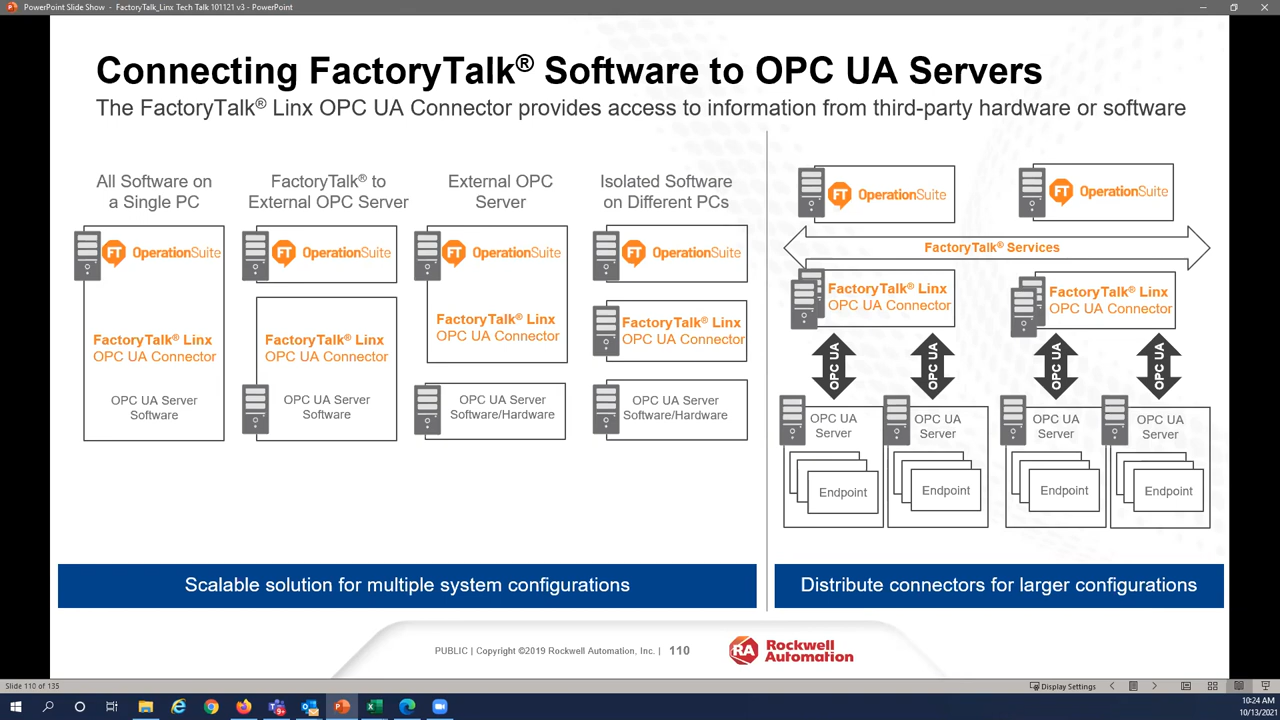 PowerPoint Slide Show - FactoryTalk_Linx Tech Talk 101121 v3 - PowerPoint
Connecting FactoryTalk® Software to OPC UA Servers
The FactoryTalk® Linx OPC UA Connector provides access to information from third-party hardware or software
All Software on
a Single PC
FT OperationSuite
FactoryTalk® Linx
OPC UA Connector
OPC UA Server
Software
FactoryTalk® to
External OPC Server
FT OperationSuite
FactoryTalk® Linx
OPC UA Connector
OPC UA Server
Software
External OPC
Server
FT OperationSuite
FactoryTalk® Linx
OPC UA Connector
OPC UA Server
Software/Hardware
Isolated Software
on Different PCs
FT OperationSuite
FactoryTalk® Linx
OPC UA Connector
OPC UA Server
Software/Hardware
Scalable solution for multiple system configurations
FT OperationSuite
FT OperationSuite
FactoryTalk® Services
FactoryTalk® Linx
OPC UA Connector
FactoryTalk® Linx
OPC UA Connector
OPC UA
OPC UA
OPC UA
OPC UA
OPC UA
Server
Endpoint
OPC UA
Server
Endpoint
OPC UA
Server
Endpoint
OPC UA
Server
Endpoint
Distribute connectors for larger configurations
PUBLIC | Copyright ©2019 Rockwell Automation, Inc. | 110
RA Rockwell
Automation
Slide 110 of 135
Display Settings
10:24 AM
10/13/2021